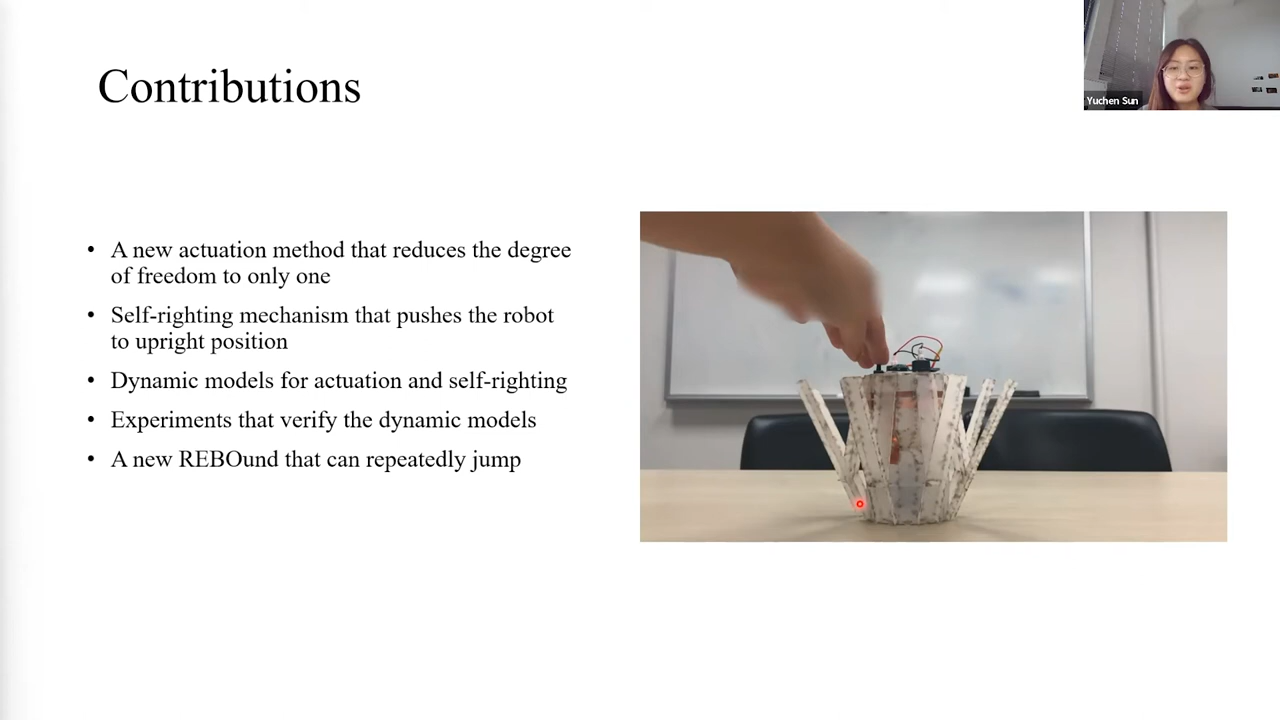 Contributions
Yuchen Sun
• A new actuation method that reduces the degree
of freedom to only one
• Self-righting mechanism that pushes the robot
to upright position
• Dynamic models for actuation and self-righting
• Experiments that verify the dynamic models
• A new REBOund that can repeatedly jump